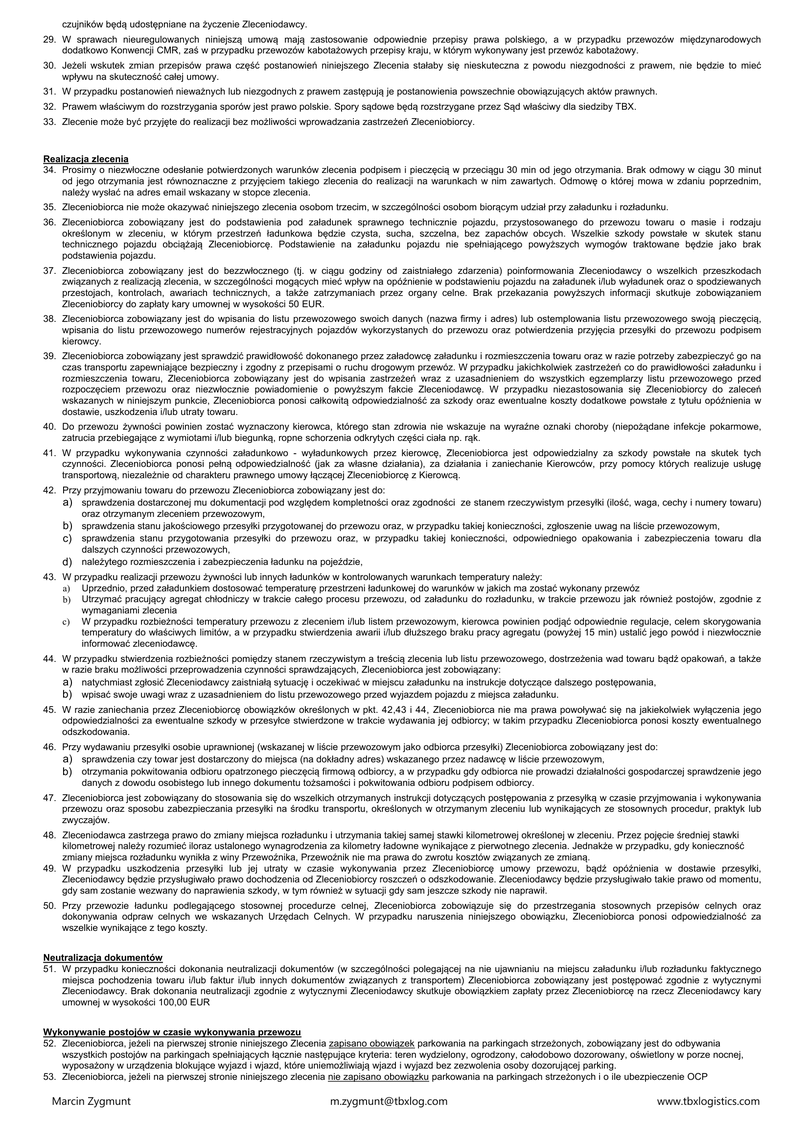 czujników będą udostępniane na życzenie Zleceniodawcy.
29. W sprawach nieuregulowanych niniejszą umową mają zastosowanie odpowiednie przepisy prawa polskiego, a w przypadku przewozów międzynarodowych
dodatkowo Konwencji CMR, zaś w przypadku przewozów kabotażowych przepisy kraju, w którym wykonywany jest przewóz kabotażowy.
30. Jeżeli wskutek zmian przepisów prawa część postanowień niniejszego Zlecenia stałaby się nieskuteczna z powodu niezgodności z prawem, nie będzie to mieć
wpływu na skuteczność całej umowy.
31. W przypadku postanowień nieważnych lub niezgodnych z prawem zastępują je postanowienia powszechnie obowiązujących aktów prawnych.
32. Prawem właściwym do rozstrzygania sporów jest prawo polskie. Spory sądowe będą rozstrzygane przez Sąd właściwy dla siedziby TBX.
33. Zlecenie może być przyjęte do realizacji bez możliwości wprowadzania zastrzeżeń Zleceniobiorcy.
Realizacja zlecenia
34. Prosimy o niezwłoczne odesłanie potwierdzonych warunków zlecenia podpisem i pieczęcią w przeciągu 30 min od jego otrzymania. Brak odmowy w ciągu 30 minut
od jego otrzymania jest równoznaczne z przyjęciem takiego zlecenia do realizacji na warunkach w nim zawartych. Odmowę o której mowa w zdaniu poprzednim,
należy wysłać na adres email wskazany w stopce zlecenia.
35. Zleceniobiorca nie może okazywać niniejszego zlecenia osobom trzecim, w szczególności osobom biorącym udział przy załadunku i rozładunku.
36. Zleceniobiorca zobowiązany jest do podstawienia pod załadunek sprawnego technicznie pojazdu, przystosowanego do przewozu towaru o masie i rodzaju
określonym w zleceniu, w którym przestrzeń ładunkowa będzie czysta, sucha, szczelna, bez zapachów obcych. Wszelkie szkody powstałe w skutek stanu
technicznego pojazdu obciążają Zleceniobiorcę. Podstawienie na załadunku pojazdu nie spełniającego powyższych wymogów traktowane będzie jako brak
podstawienia pojazdu.
37. Zleceniobiorca zobowiązany jest do bezzwłocznego (tj. w ciągu godziny od zaistniałego zdarzenia) poinformowania Zleceniodawcy o wszelkich przeszkodach
związanych z realizacją zlecenia, w szczególności mogących mieć wpływ na opóźnienie w podstawieniu pojazdu na załadunek i/lub wyładunek oraz o spodziewanych
przestojach, kontrolach, awariach technicznych, a także zatrzymaniach przez organy celne. Brak przekazania powyższych informacji skutkuje zobowiązaniem
Zleceniobiorcy do zapłaty kary umownej w wysokości 50 EUR.
38. Zleceniobiorca zobowiązany jest do wpisania do listu przewozowego swoich danych (nazwa firmy i adres) lub ostemplowania listu przewozowego swoją pieczęcią,
wpisania do listu przewozowego numerów rejestracyjnych pojazdów wykorzystanych do przewozu oraz potwierdzenia przyjęcia przesyłki do przewozu podpisem
kierowcy.
39. Zleceniobiorca zobowiązany jest sprawdzić prawidłowość dokonanego przez załadowcę załadunku i rozmieszczenia towaru oraz w razie potrzeby zabezpieczyć go na
czas transportu zapewniające bezpieczny i zgodny z przepisami o ruchu drogowym przewóz. W przypadku jakichkolwiek zastrzeżeń co do prawidłowości załadunku i
rozmieszczenia towaru, Zleceniobiorca zobowiązany jest do wpisania zastrzeżeń wraz z uzasadnieniem do wszystkich egzemplarzy listu przewozowego przed
rozpoczęciem przewozu oraz niezwłocznie powiadomienie o powyższym fakcie Zleceniodawcę. W przypadku niezastosowania się Zleceniobiorcy do zaleceń
wskazanych w niniejszym punkcie, Zleceniobiorca ponosi całkowitą odpowiedzialność za szkody oraz ewentualne koszty dodatkowe powstałe z tytułu opóźnienia w
dostawie, uszkodzenia i/lub utraty towaru.
40. Do przewozu żywności powinien zostać wyznaczony kierowca, którego stan zdrowia nie wskazuje na wyraźne oznaki choroby (niepożądane infekcje pokarmowe,
zatrucia przebiegające z wymiotami i/lub biegunką, ropne schorzenia odkrytych części ciała np. rąk.
41. W przypadku wykonywania czynności załadunkowo - wyładunkowych przez kierowcę, Zleceniobiorca jest odpowiedzialny za szkody powstałe na skutek tych
czynności. Zleceniobiorca ponosi pełną odpowiedzialność (jak za własne działania), za działania i zaniechanie Kierowców, przy pomocy których realizuje usługę
transportową, niezależnie od charakteru prawnego umowy łączącej Zleceniobiorcę z Kierowcą.
42. Przy przyjmowaniu towaru do przewozu Zleceniobiorca zobowiązany jest do:
a) sprawdzenia dostarczonej mu dokumentacji pod względem kompletności oraz zgodności ze stanem rzeczywistym przesyłki (ilość, waga, cechy i numery towaru)
oraz otrzymanym zleceniem przewozowym,
b) sprawdzenia stanu jakościowego przesyłki przygotowanej do przewozu oraz, w przypadku takiej konieczności, zgłoszenie uwag na liście przewozowym,
c) sprawdzenia stanu przygotowania przesyłki do przewozu oraz, w przypadku takiej konieczności, odpowiedniego opakowania i zabezpieczenia towaru dla
dalszych czynności przewozowych,
d) należytego rozmieszczenia i zabezpieczenia ładunku na pojeździe,
43. W przypadku realizacji przewozu żywności lub innych ładunków w kontrolowanych warunkach temperatury należy:
a) Uprzednio, przed załadunkiem dostosować temperaturę przestrzeni ładunkowej do warunków w jakich ma zostać wykonany przewóz
b) Utrzymać pracujący agregat chłodniczy w trakcie całego procesu przewozu, od załadunku do rozładunku, w trakcie przewozu jak również postojów, zgodnie z
wymaganiami zlecenia
c) W przypadku rozbieżności temperatury przewozu z zleceniem i/lub listem przewozowym, kierowca powinien podjąć odpowiednie regulacje, celem skorygowania
temperatury do właściwych limitów, a w przypadku stwierdzenia awarii i/lub dłuższego braku pracy agregatu (powyżej 15 min) ustalić jego powód i niezwłocznie
informować zleceniodawcę.
44. W przypadku stwierdzenia rozbieżności pomiędzy stanem rzeczywistym a treścią zlecenia lub listu przewozowego, dostrzeżenia wad towaru bądź opakowań, a także
w razie braku możliwości przeprowadzenia czynności sprawdzających, Zleceniobiorca jest zobowiązany:
a) natychmiast zgłosić Zleceniodawcy zaistniałą sytuację i oczekiwać w miejscu załadunku na instrukcje dotyczące dalszego postępowania,
b) wpisać swoje uwagi wraz z uzasadnieniem do listu przewozowego przed wyjazdem pojazdu z miejsca załadunku.
45. W razie zaniechania przez Zleceniobiorcę obowiązków określonych w pkt. 42,43 i 44, Zleceniobiorca nie ma prawa powoływać się na jakiekolwiek wyłączenia jego
odpowiedzialności za ewentualne szkody w przesyłce stwierdzone w trakcie wydawania jej odbiorcy; w takim przypadku Zleceniobiorca ponosi koszty ewentualnego
odszkodowania.
46. Przy wydawaniu przesyłki osobie uprawnionej (wskazanej w liście przewozowym jako odbiorca przesyłki) Zleceniobiorca zobowiązany jest do:
a) sprawdzenia czy towar jest dostarczony do miejsca (na dokładny adres) wskazanego przez nadawcę w liście przewozowym,
b) otrzymania pokwitowania odbioru opatrzonego pieczęcią firmową odbiorcy, a w przypadku gdy odbiorca nie prowadzi działalności gospodarczej sprawdzenie jego
danych z dowodu osobistego lub innego dokumentu tożsamości i pokwitowania odbioru podpisem odbiorcy.
47. Zleceniobiorca jest zobowiązany do stosowania się do wszelkich otrzymanych instrukcji dotyczących postępowania z przesyłką w czasie przyjmowania i wykonywania
przewozu oraz sposobu zabezpieczania przesyłki na środku transportu, określonych w otrzymanym zleceniu lub wynikających ze stosownych procedur, praktyk lub
zwyczajów.
48. Zleceniodawca zastrzega prawo do zmiany miejsca rozładunku i utrzymania takiej samej stawki kilometrowej określonej w zleceniu. Przez pojęcie średniej stawki
kilometrowej należy rozumieć iloraz ustalonego wynagrodzenia za kilometry ładowne wynikające z pierwotnego zlecenia. Jednakże w przypadku, gdy konieczność
zmiany miejsca rozładunku wynikła z winy Przewoźnika, Przewoźnik nie ma prawa do zwrotu kosztów związanych ze zmianą.
49. W przypadku uszkodzenia przesyłki lub jej utraty w czasie wykonywania przez Zleceniobiorcę umowy przewozu, bądź opóźnienia w dostawie przesyłki,
Zleceniodawcy będzie przysługiwało prawo dochodzenia od Zleceniobiorcy roszczeń o odszkodowanie. Zleceniodawcy będzie przysługiwało takie prawo od momentu,
gdy sam zostanie wezwany do naprawienia szkody, w tym również w sytuacji gdy sam jeszcze szkody nie naprawił.
50. Przy przewozie ładunku podlegającego stosownej procedurze celnej, Zleceniobiorca zobowiązuje się do przestrzegania stosownych przepisów celnych oraz
dokonywania odpraw celnych we wskazanych Urzędach Celnych. W przypadku naruszenia niniejszego obowiązku, Zleceniobiorca ponosi odpowiedzialność za
wszelkie wynikające z tego koszty.
Neutralizacja dokumentów
51. W przypadku konieczności dokonania neutralizacji dokumentów (w szczególności polegającej na nie ujawnianiu na miejscu załadunku i/lub rozładunku faktycznego
miejsca pochodzenia towaru i/lub faktur i/lub innych dokumentów związanych z transportem) Zleceniobiorca zobowiązany jest postępować zgodnie z wytycznymi
Zleceniodawcy. Brak dokonania neutralizacji zgodnie z wytycznymi Zleceniodawcy skutkuje obowiązkiem zapłaty przez Zleceniobiorcę na rzecz Zleceniodawcy kary
umownej w wysokości 100,00 EUR
Wykonywanie postojów w czasie wykonywania przewozu
52. Zleceniobiorca, jeżeli na pierwszej stronie niniejszego Zlecenia zapisano obowiązek parkowania na parkingach strzeżonych, zobowiązany jest do odbywania
wszystkich postojów na parkingach spełniających łącznie następujące kryteria: teren wydzielony, ogrodzony, całodobowo dozorowany, oświetlony w porze nocnej,
wyposażony w urządzenia blokujące wyjazd i wjazd, które uniemożliwiają wjazd i wyjazd bez zezwolenia osoby dozorującej parking.
53. Zleceniobiorca, jeżeli na pierwszej stronie niniejszego zlecenia nie zapisano obowiązku parkowania na parkingach strzeżonych i o ile ubezpieczenie OCP
Marcin Zygmunt m.zygmunt@tbxlog.com www.tbxlogistics.com